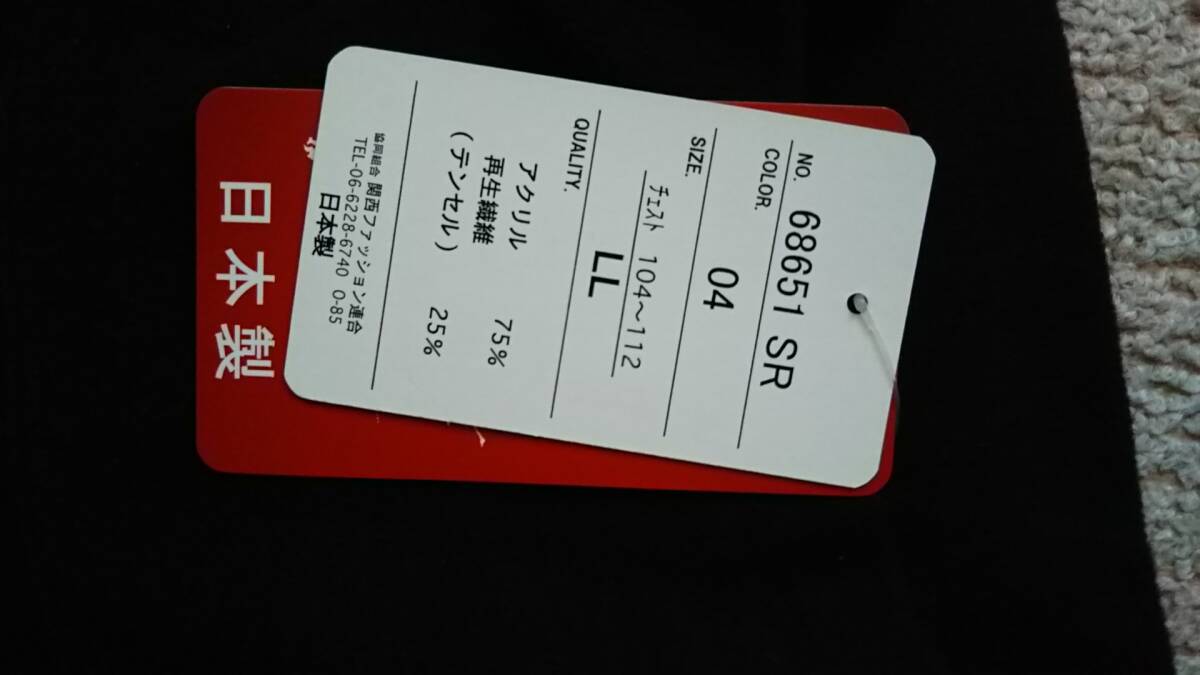 NO. 68651 SR
COLOR. 04
SIZE. チェスト 104～112
LL
QUALITY.
アクリル 75%
再生繊維
(テンセル) 25%
協同組合 関西ファッション連合
TEL-06-6228-6740 0-85
日本製
日本製